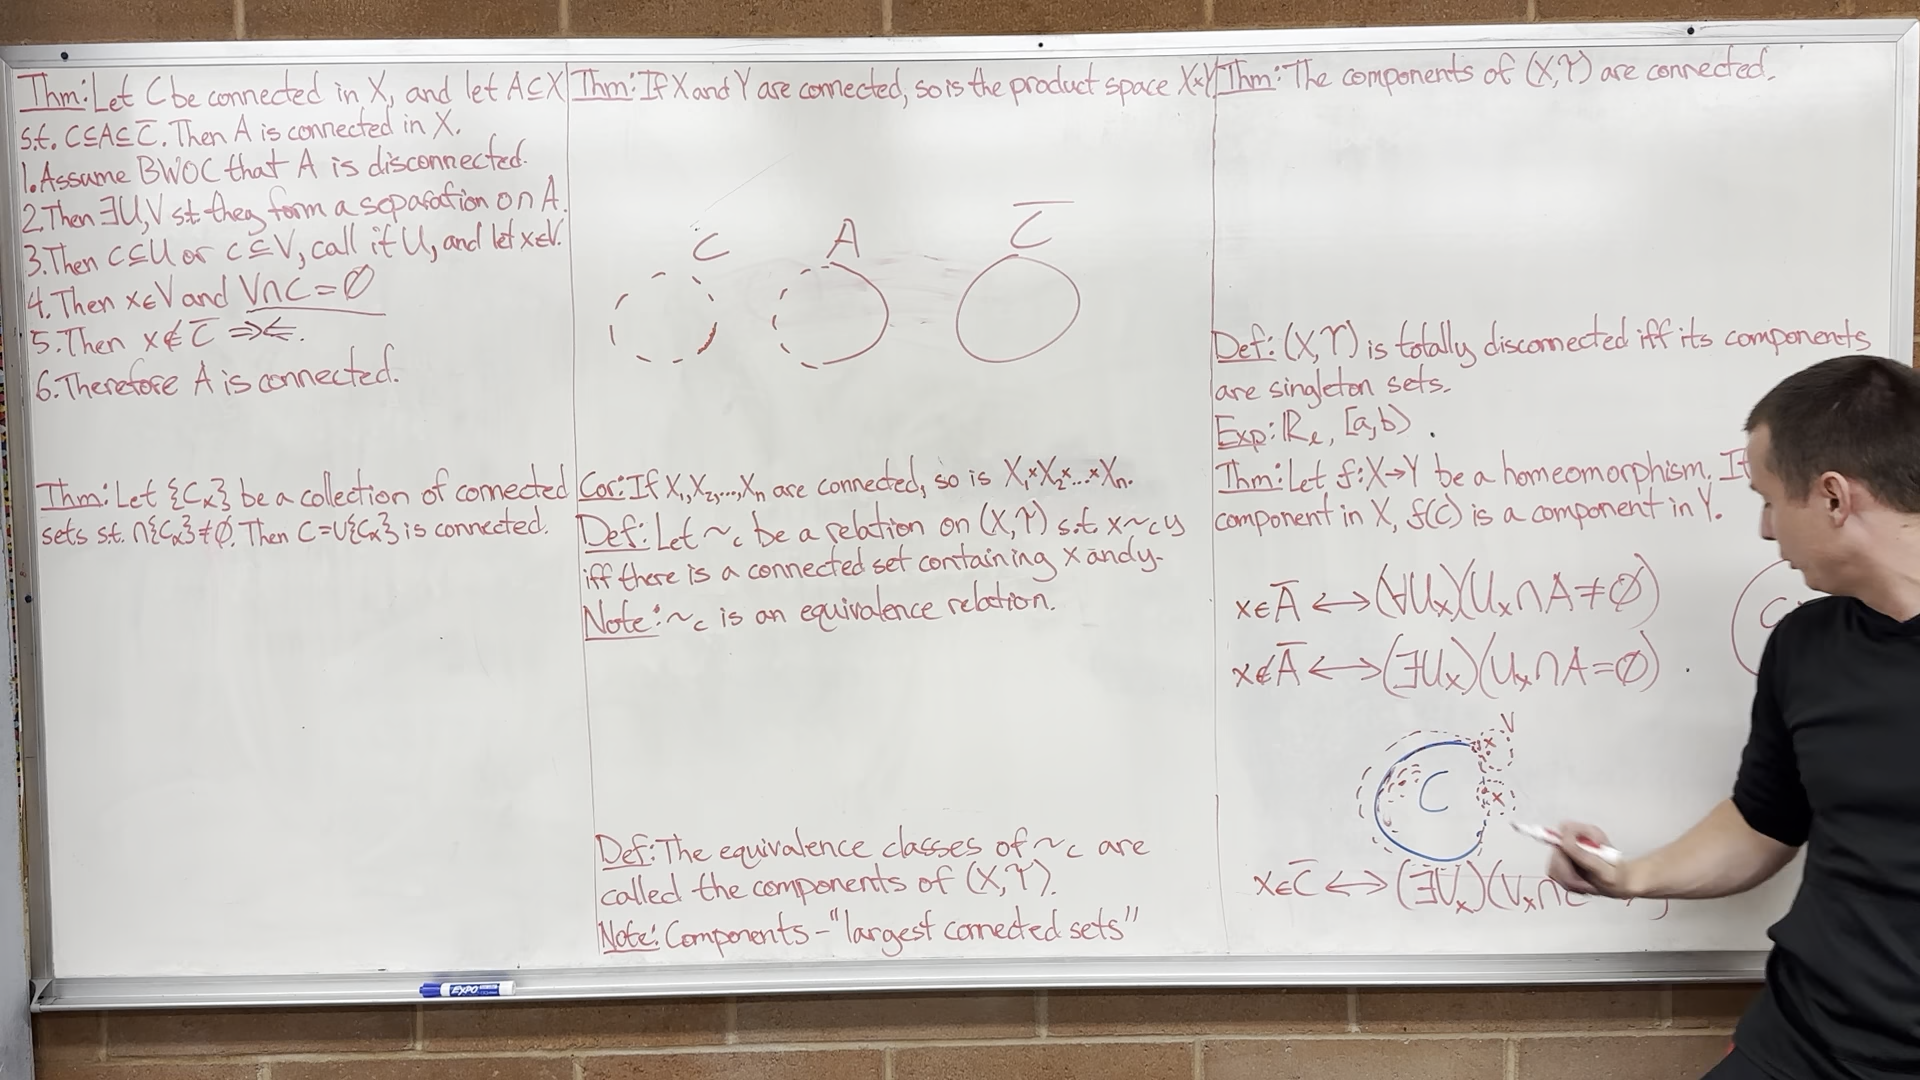 Thm: Let C be connected in X, and let A⊆X
s.t. C⊆A⊆C̅. Then A is connected in X.
1. Assume BWOC that A is disconnected.
2. Then ∃U,V st they form a separation on A.
3. Then C⊆U or C⊆V, call it U, and let x∈V.
4. Then x∈V and V∩C=∅
5. Then x∉C̅ ⇒⇐.
6. Therefore A is connected.
Thm: Let {Cα} be a collection of connected
sets s.t. ∩{Cα}≠∅. Then C=∪{Cα} is connected.
Thm: If X and Y are connected, so is the product space X×Y
C A C̅
Cor: If X₁,X₂,...,Xn are connected, so is X₁×X₂×...×Xn.
Def: Let ~c be a relation on (X,Υ) s.t x~c y
iff there is a connected set containing x and y.
Note: ~c is an equivalence relation.
Def: The equivalence classes of ~c are
called the components of (X,Υ).
Note: Components - "largest connected sets"
Thm: The components of (X,Υ) are connected.
Def: (X,Υ) is totally disconnected iff its components
are singleton sets.
Exp: ℝℓ, [a,b).
Thm: Let f:X→Y be a homeomorphism. If
component in X, f(C) is a component in Y.
x∈A̅ ↔ (∀Ux)(Ux∩A≠∅)
x∉A̅ ↔ (∃Ux)(Ux∩A=∅)
C
V
x
C
x
x∈C̅ ↔ (∃Vx)(Vx∩C
EXPO